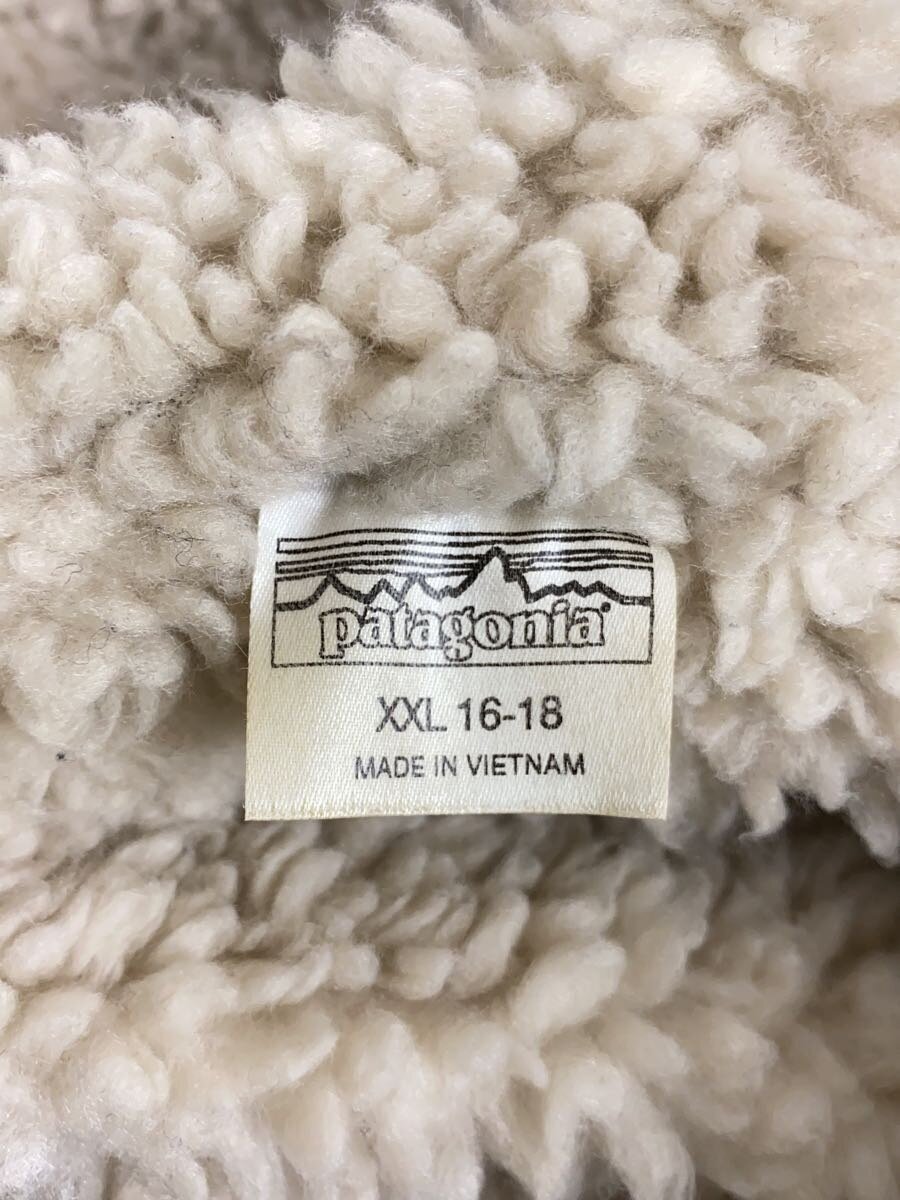 patagonia®
XXL 16-18
MADE IN VIETNAM